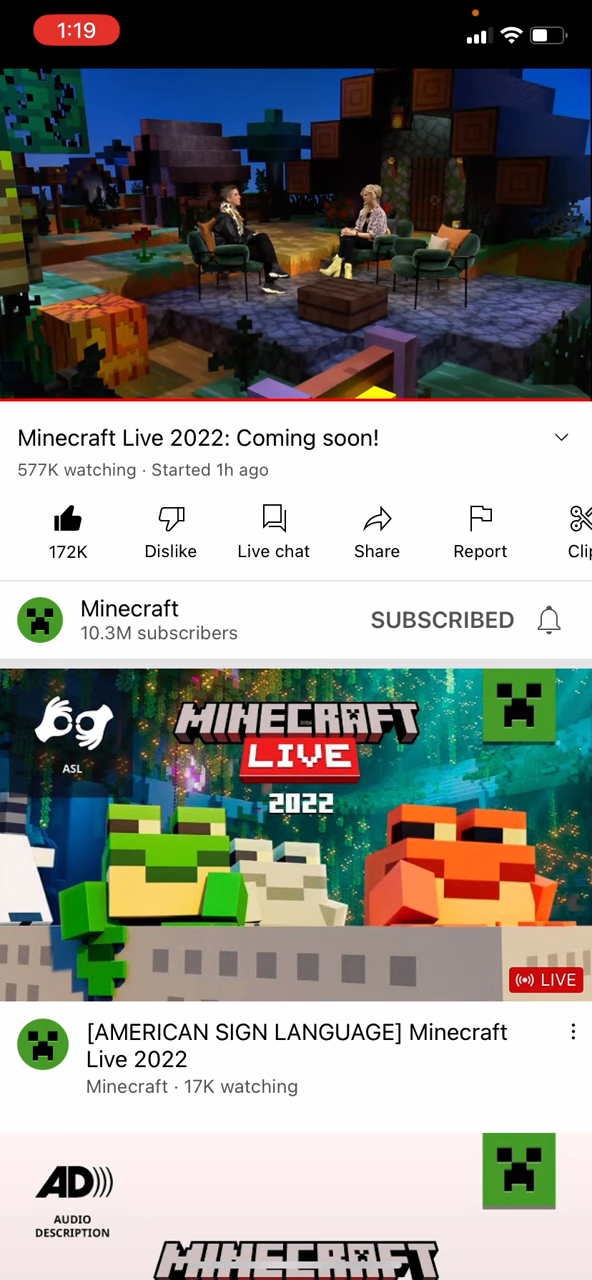 1:19
Minecraft Live 2022: Coming soon!
577K watching · Started 1h ago
172K
Dislike
Live chat
Share
Report
Clip
Minecraft
10.3M subscribers
SUBSCRIBED
ASL
MINECRAFT
LIVE
2022
LIVE
[AMERICAN SIGN LANGUAGE] Minecraft
Live 2022
Minecraft · 17K watching
AD
AUDIO
DESCRIPTION
MINECRAFT